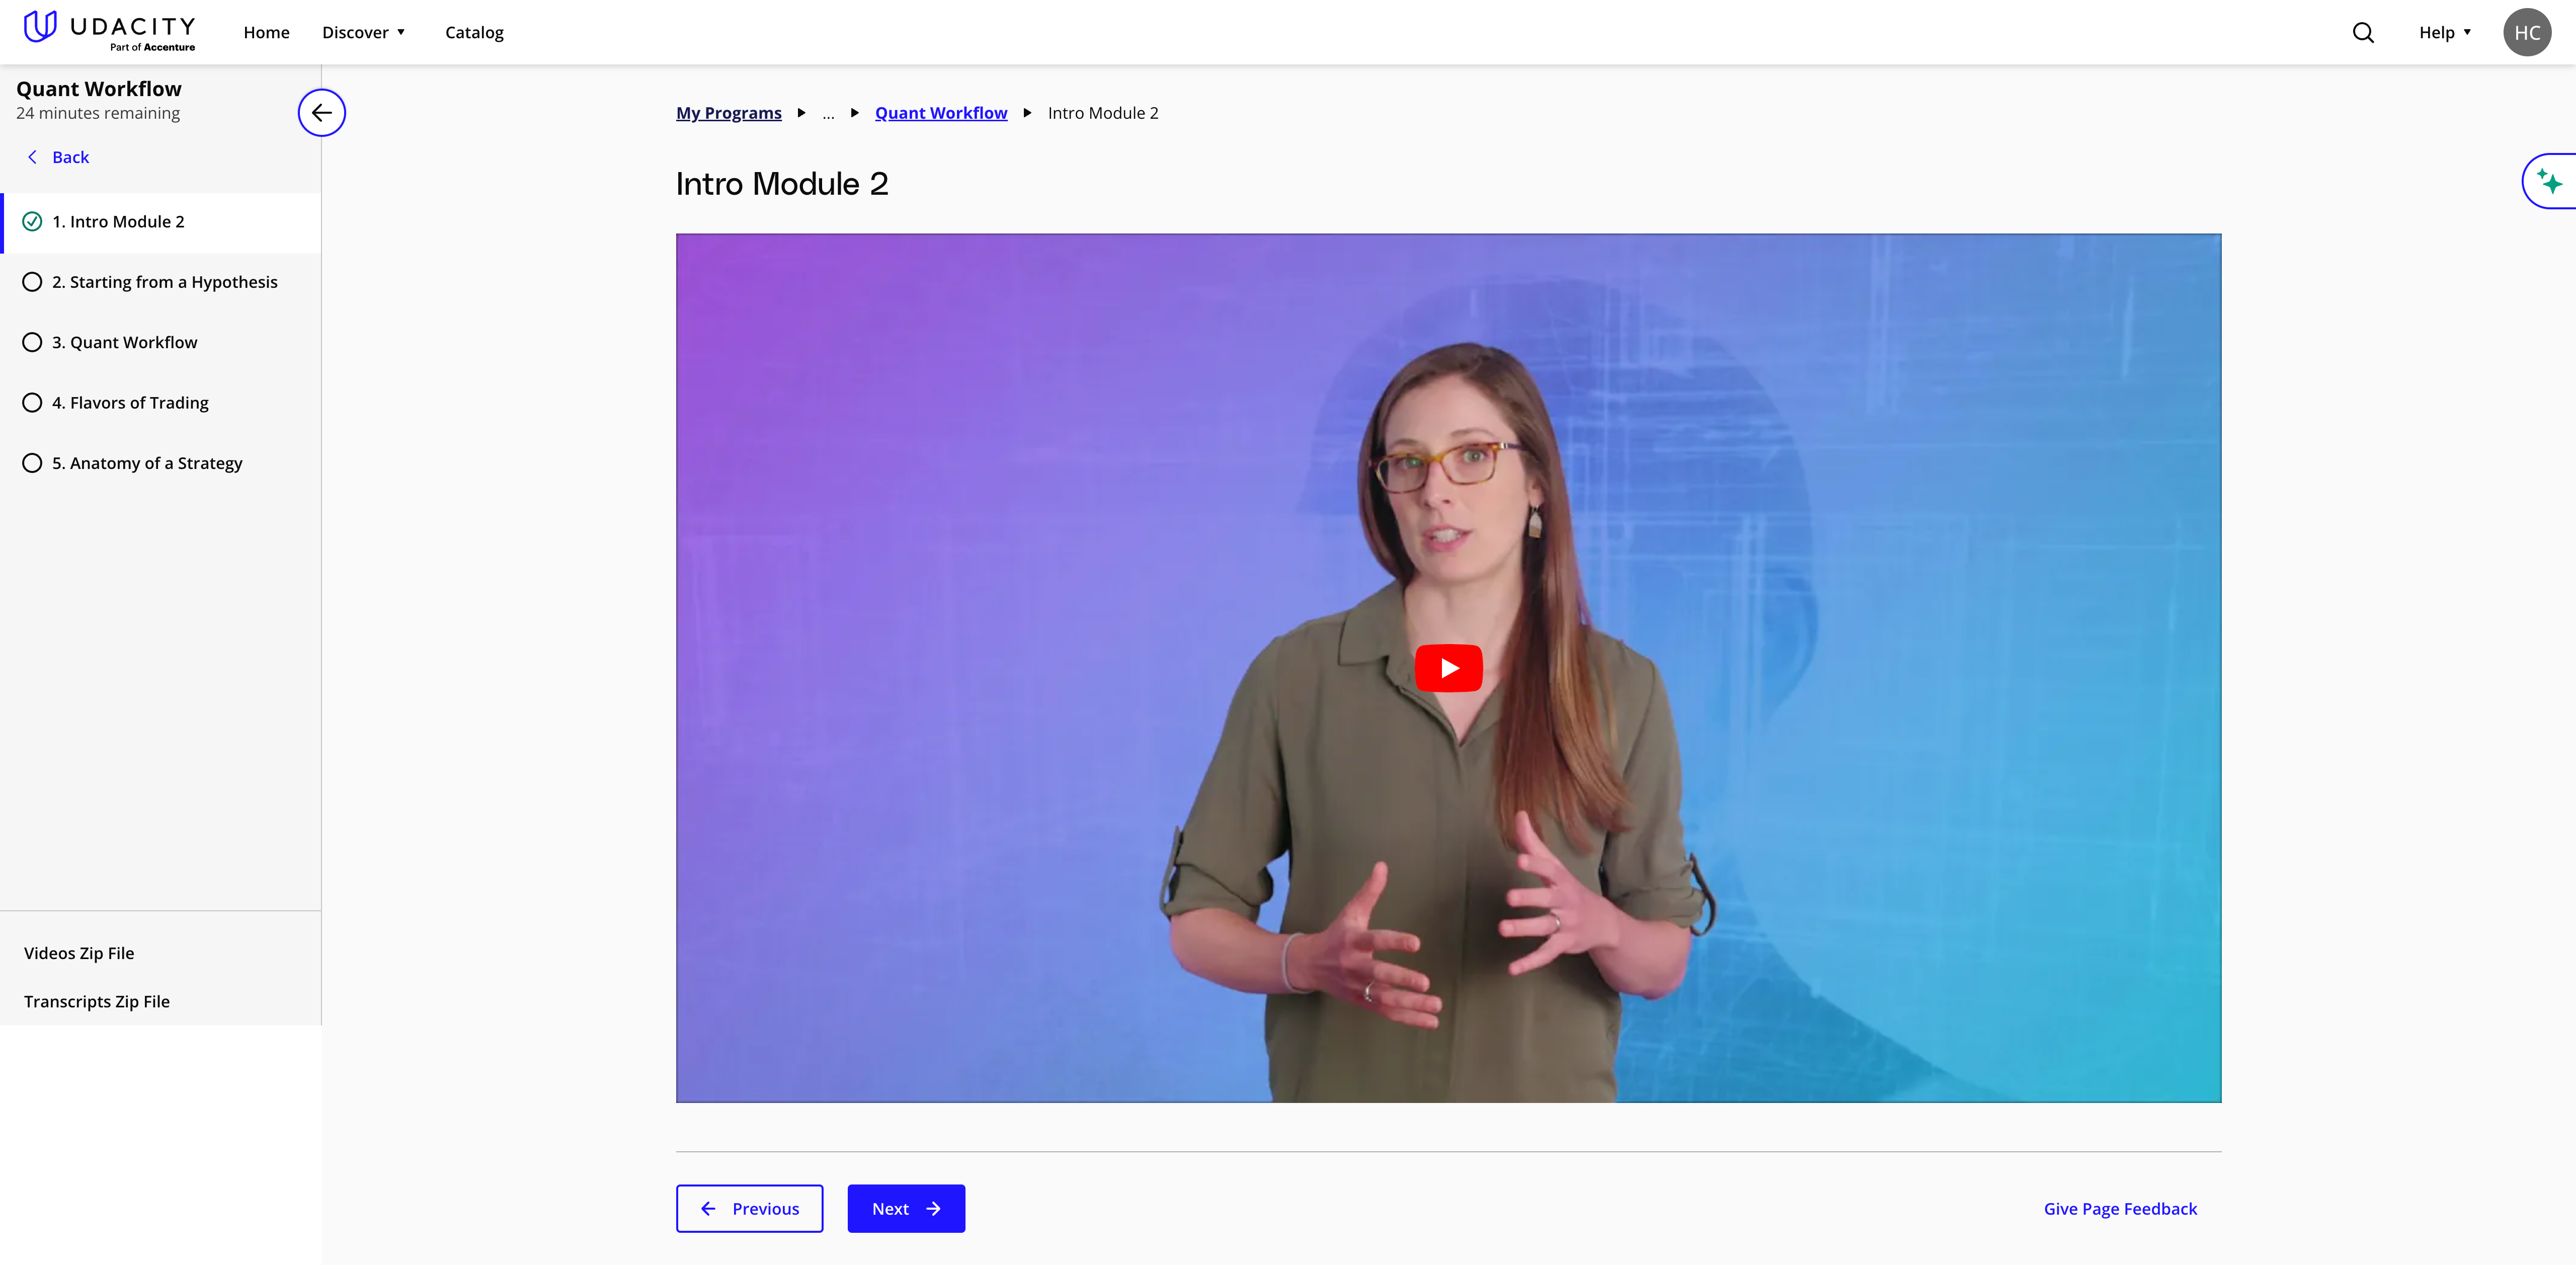 UDACITY
Part of Accenture
Home
Discover
Catalog
Help
HC
Quant Workflow
24 minutes remaining
Back
1. Intro Module 2
2. Starting from a Hypothesis
3. Quant Workflow
4. Flavors of Trading
5. Anatomy of a Strategy
Videos Zip File
Transcripts Zip File
My Programs ... Quant Workflow Intro Module 2
Intro Module 2
Previous
Next
Give Page Feedback